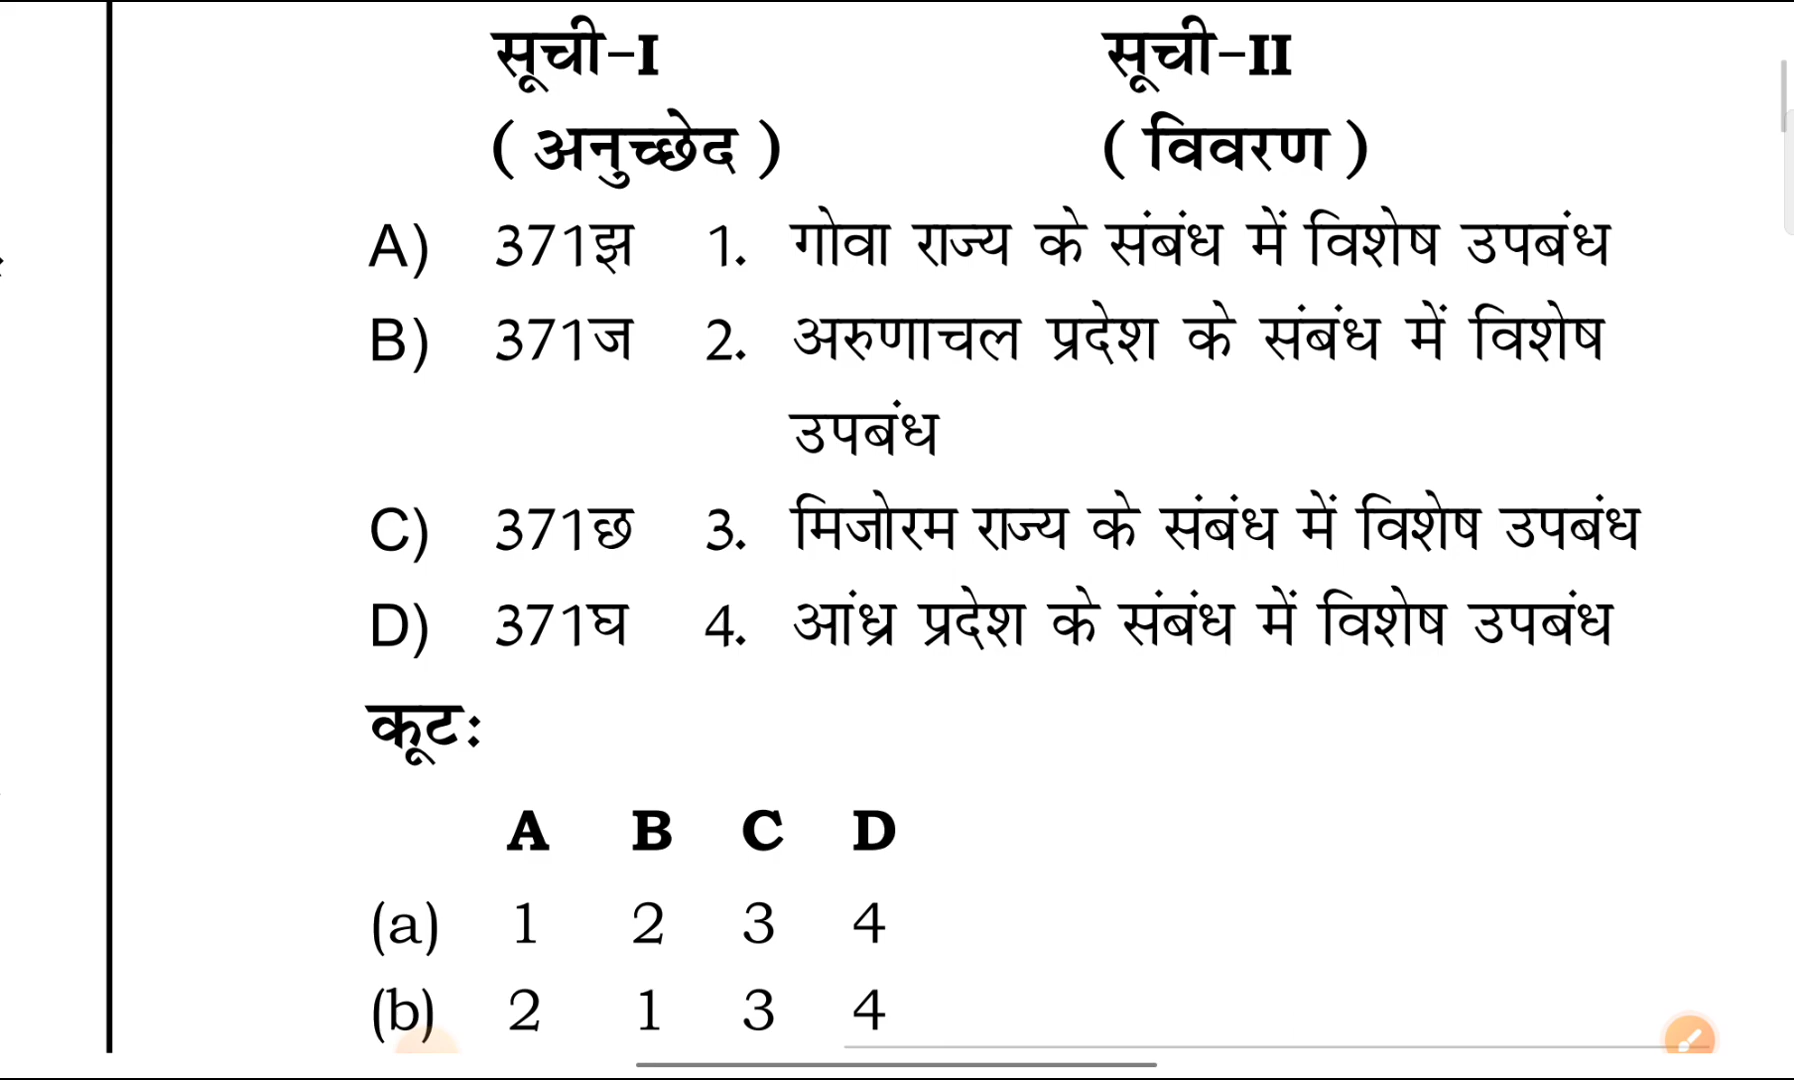 सूची-I सूची-II
( अनुच्छेद ) ( विवरण )
A) 371झ 1. गोवा राज्य के संबंध में विशेष उपबंध
B) 371ज 2. अरुणाचल प्रदेश के संबंध में विशेष
उपबंध
C) 371छ 3. मिजोरम राज्य के संबंध में विशेष उपबंध
D) 371घ 4. आंध्र प्रदेश के संबंध में विशेष उपबंध
कूटः
A B C D
(a) 1 2 3 4
(b) 2 1 3 4